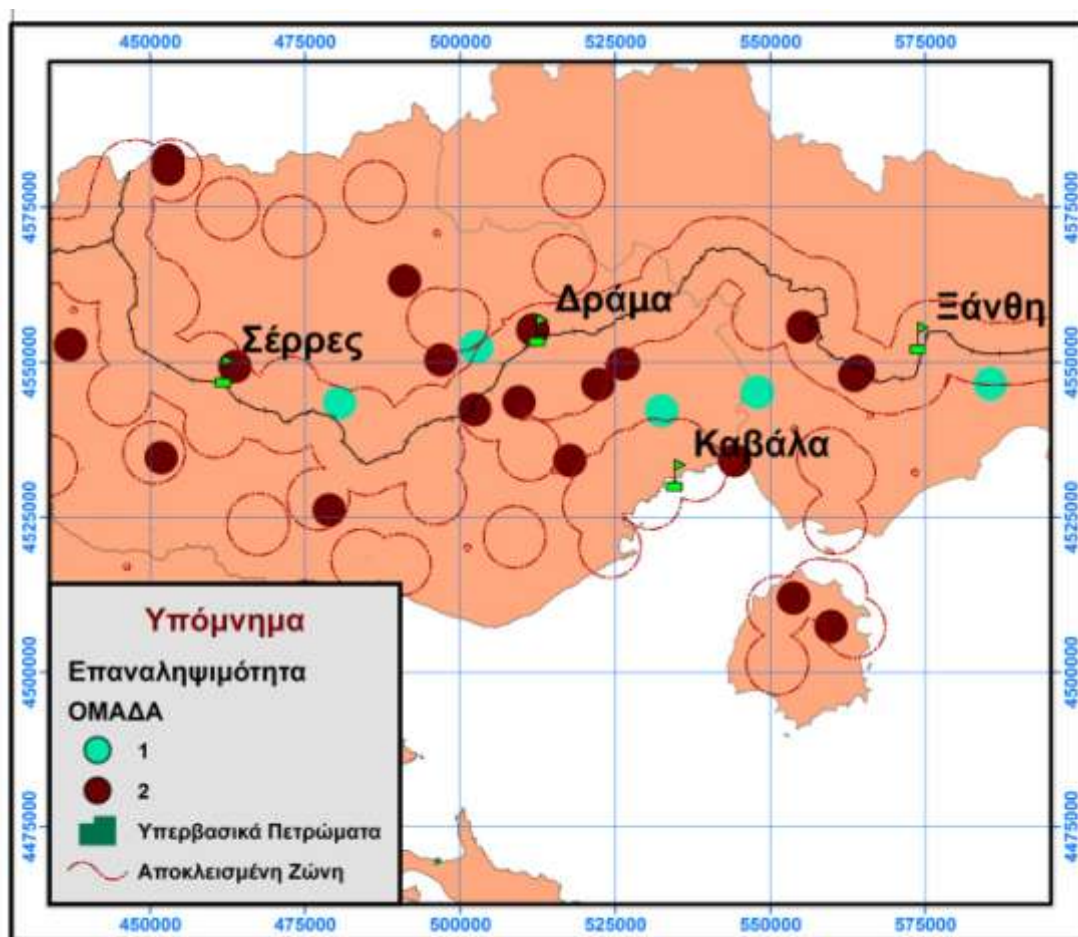 450000 475000 500000 525000 550000 575000
4575000 4575000
Δράμα
Ξάνθη
Σέρρες
4550000 4550000
Καβάλα
4525000 4525000
Υπόμνημα
Επαναληψιμότητα
4500000 4500000
ΟΜΑΔΑ
1
2
Υπερβασικά Πετρώματα
4475000 4475000
Αποκλεισμένη Ζώνη
450000 475000 500000 525000 550000 575000